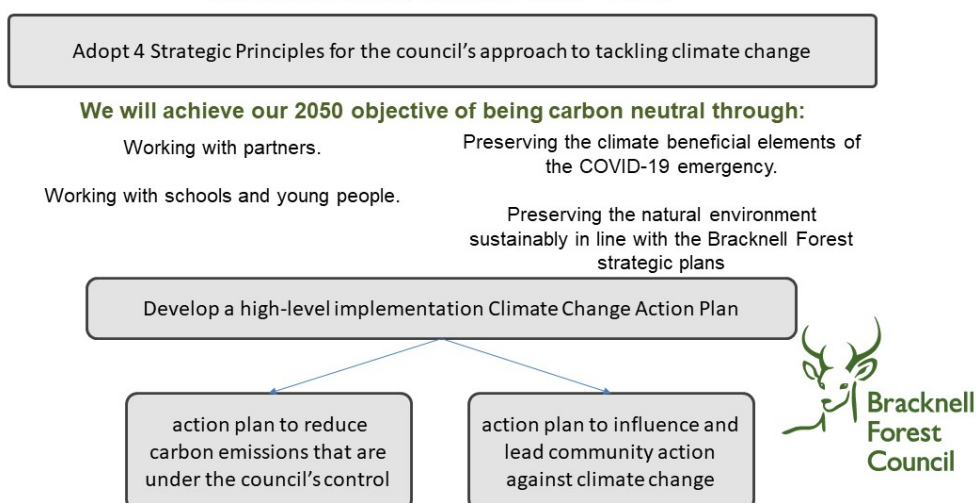 Adopt 4 Strategic Principles for the council's approach to tackling climate change
We will achieve our 2050 objective of being carbon neutral through:
Working with partners.
Working with schools and young people.
Preserving the climate beneficial elements of
the COVID-19 emergency.
Preserving the natural environment
sustainably in line with the Bracknell Forest
strategic plans
Develop a high-level implementation Climate Change Action Plan
action plan to reduce
carbon emissions that are
under the council's control
action plan to influence and
lead community action
against climate change
Bracknell
Forest
Council